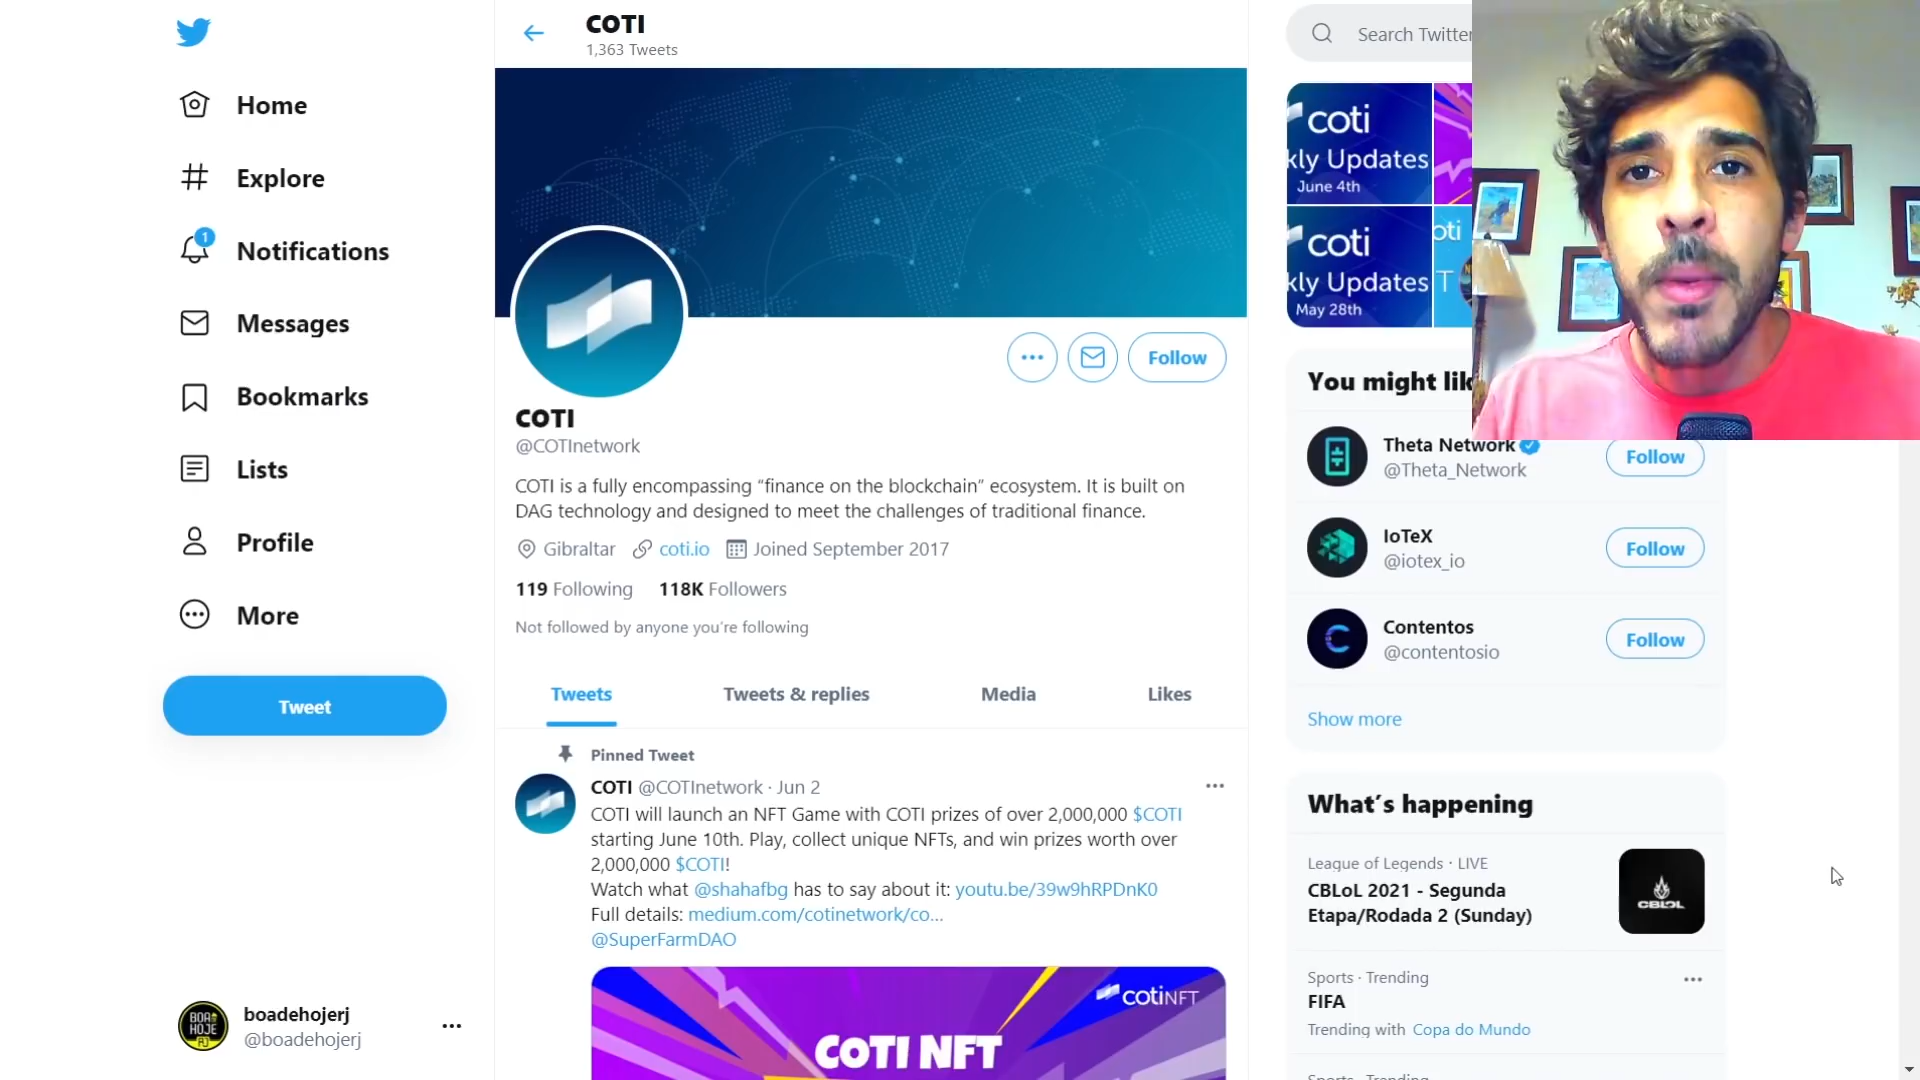 COTI
1,363 Tweets
Search Twitter
Home
Explore
1
Notifications
Messages
Bookmarks
Lists
Profile
More
Tweet
boadehojerj
@boadehojerj
BOA
HOJE
RJ
Follow
COTI
@COTInetwork
COTI is a fully encompassing “finance on the blockchain” ecosystem. It is built on
DAG technology and designed to meet the challenges of traditional finance.
Gibraltar coti.io Joined September 2017
119 Following 118K Followers
Not followed by anyone you’re following
Tweets Tweets & replies Media Likes
Pinned Tweet
COTI @COTInetwork · Jun 2
COTI will launch an NFT Game with COTI prizes of over 2,000,000 $COTI
starting June 10th. Play, collect unique NFTs, and win prizes worth over
2,000,000 $COTI!
Watch what @shahafbg has to say about it: youtu.be/39w9hRPDnK0
Full details: medium.com/cotinetwork/co...
@SuperFarmDAO
cotiNFT
COTI NFT
coti
kly Updates
June 4th
coti
kly Updates
May 28th
oti
T
You might lik
Theta Network
@Theta_Network
Follow
IoTeX
@iotex_io
Follow
Contentos
@contentosio
Follow
Show more
What’s happening
League of Legends · LIVE
CBLoL 2021 - Segunda
Etapa/Rodada 2 (Sunday)
CBLOL
Sports · Trending
FIFA
Trending with Copa do Mundo
Sports · Trending